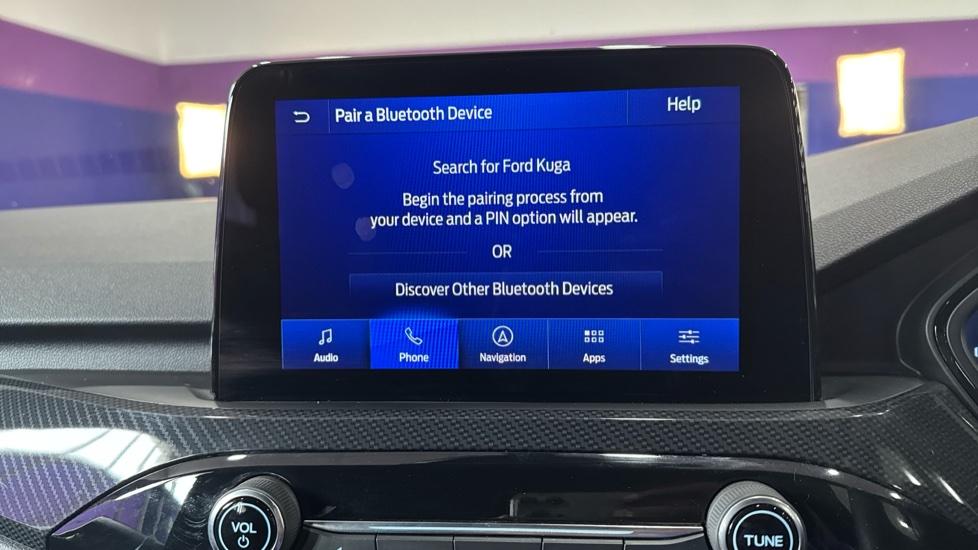 Pair a Bluetooth Device
Help
Search for Ford Kuga
Begin the pairing process from
your device and a PIN option will appear.
OR
Discover Other Bluetooth Devices
Audio
Phone
Navigation
Apps
Settings
VOL
TUNE